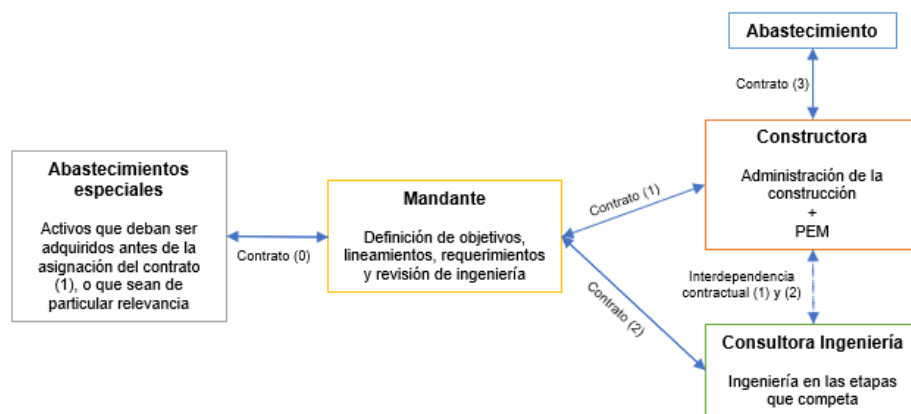 Abastecimiento
Contrato (3)
Constructora
Administración de la
construcción
+
PEM
Abastecimientos
especiales
Activos que deban ser
adquiridos antes de la
asignación del contrato
(1), o que sean de
particular relevancia
Contrato (0)
Mandante
Definición de objetivos,
lineamientos, requerimientos
y revisión de ingeniería
Contrato (1)
Contrato (2)
Interdependencia
contractual (1) y (2)
Consultora Ingeniería
Ingeniería en las etapas
que competa